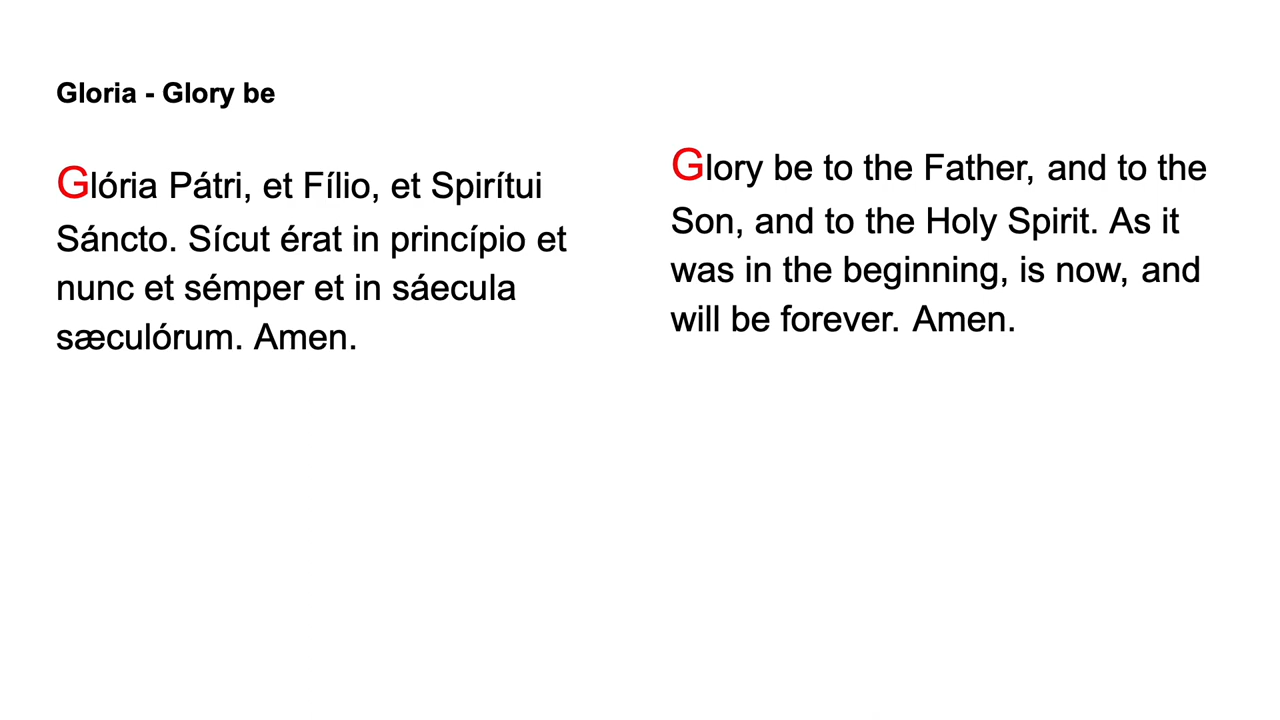 Gloria - Glory be
Glória Pátri, et Fílio, et Spirítui
Sáncto. Sícut érat in princípio et
nunc et sémper et in sáecula
sæculórum. Amen.
Glory be to the Father, and to the
Son, and to the Holy Spirit. As it
was in the beginning, is now, and
will be forever. Amen.